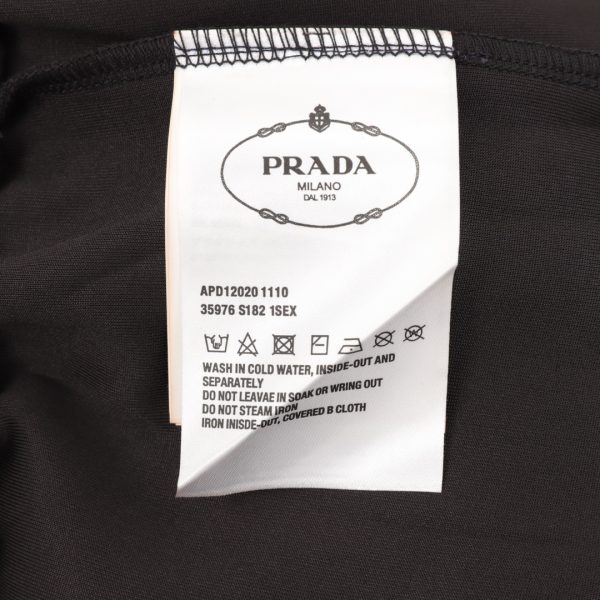 PRADA
MILANO
DAL 1913
APD12020 1110
35976 S182 1SEX
WASH IN COLD WATER, INSIDE-OUT AND
SEPARATELY
DO NOT LEAVAE IN SOAK OR WRING OUT
DO NOT STEAM IRON
IRON INISDE-OUT, COVERED B CLOTH